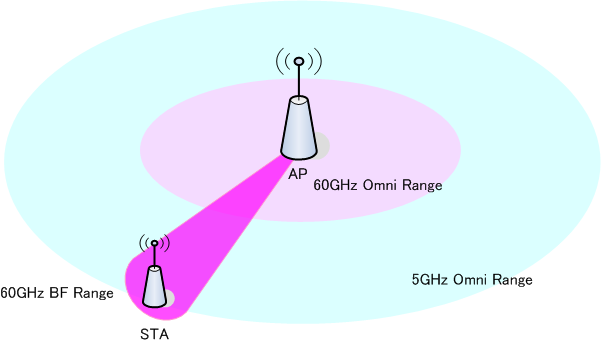 AP
60GHz Omni Range
5GHz Omni Range
60GHz BF Range
STA